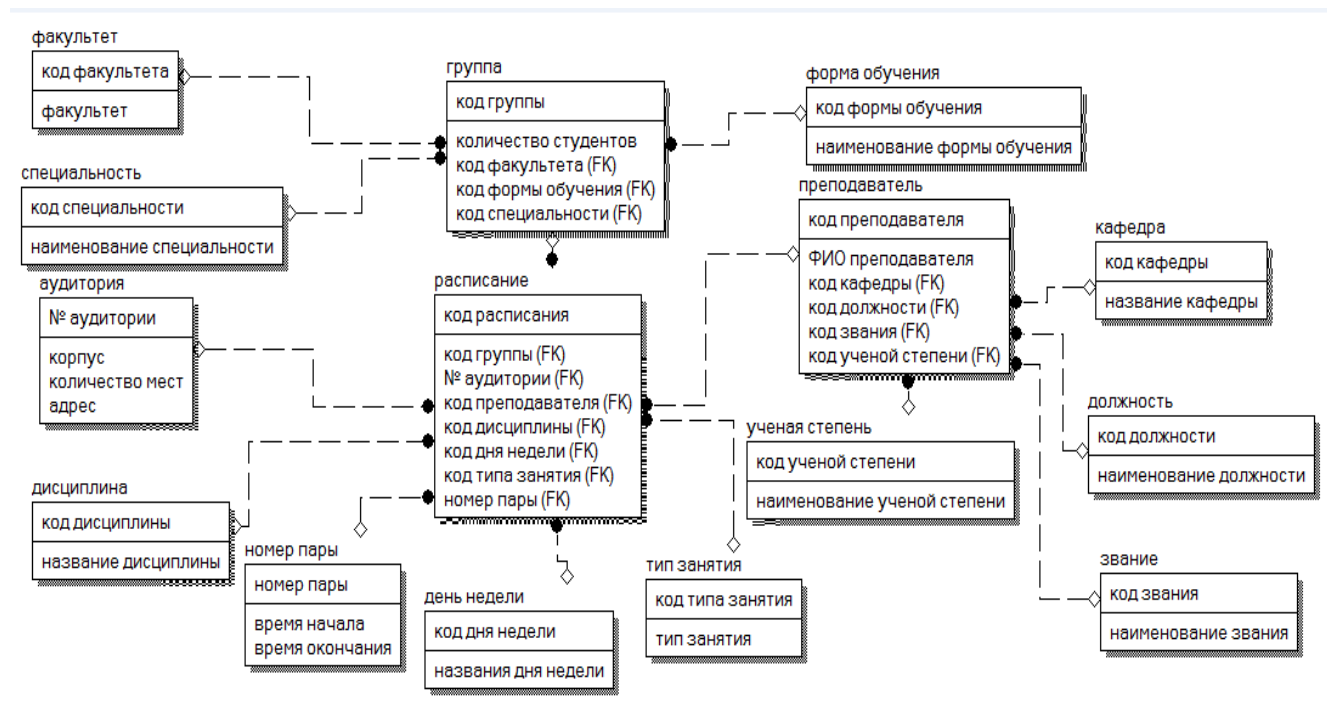 факультет
код факультета
факультет
группа
код группы
количество студентов
код факультета (FK)
код формы обучения (FK)
код специальности (FK)
форма обучения
код формы обучения
наименование формы обучения
специальность
код специальности
наименование специальности
преподаватель
код преподавателя
ФИО преподавателя
код кафедры (FK)
код должности (FK)
код звания (FK)
код ученой степени (FK)
кафедра
код кафедры
название кафедры
аудитория
№ аудитории
корпус
количество мест
адрес
расписание
код расписания
код группы (FK)
№ аудитории (FK)
код преподавателя (FK)
код дисциплины (FK)
код дня недели (FK)
код типа занятия (FK)
номер пары (FK)
должность
код должности
наименование должности
ученая степень
код ученой степени
наименование ученой степени
дисциплина
код дисциплины
название дисциплины
номер пары
номер пары
время начала
время окончания
день недели
код дня недели
названия дня недели
тип занятия
код типа занятия
тип занятия
звание
код звания
наименование звания